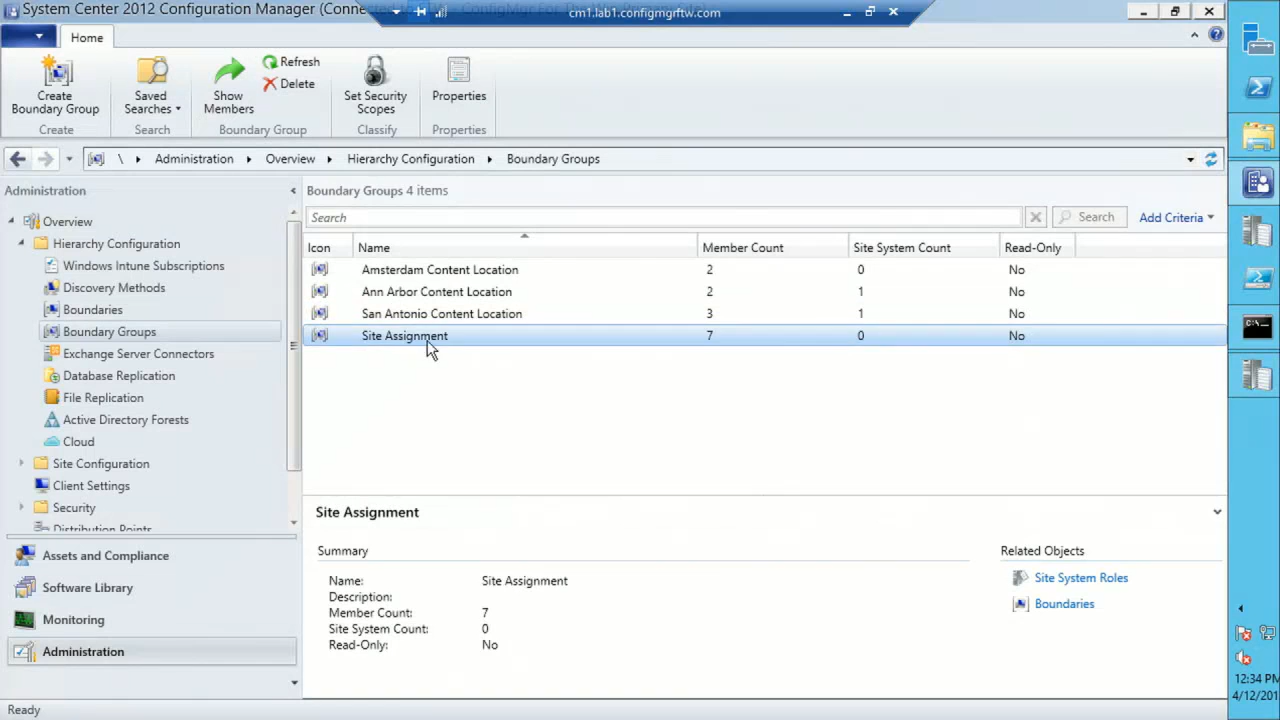 System Center 2012 Configuration Manager (Connected
cm1.lab1.configmgrftw.com
Home
Create Boundary Group
Saved Searches
Show Members
Refresh
Delete
Set Security Scopes
Properties
Create
Search
Boundary Group
Classify
Properties
\ Administration Overview Hierarchy Configuration Boundary Groups
Administration
Overview
Hierarchy Configuration
Windows Intune Subscriptions
Discovery Methods
Boundaries
Boundary Groups
Exchange Server Connectors
Database Replication
File Replication
Active Directory Forests
Cloud
Site Configuration
Client Settings
Security
Distribution Points
Assets and Compliance
Software Library
Monitoring
Administration
Boundary Groups 4 items
Search Search Add Criteria
Icon Name Member Count Site System Count Read-Only
Amsterdam Content Location 2 0 No
Ann Arbor Content Location 2 1 No
San Antonio Content Location 3 1 No
Site Assignment 7 0 No
Site Assignment
Summary
Name: Site Assignment
Description:
Member Count: 7
Site System Count: 0
Read-Only: No
Related Objects
Site System Roles
Boundaries
12:34 PM
4/12/201
Ready